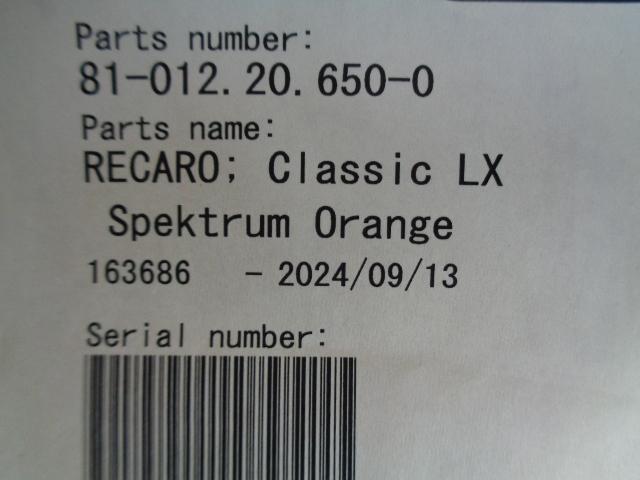 Parts number:
81-012.20.650-0
Parts name:
RECARO; Classic LX
Spektrum Orange
163686 - 2024/09/13
Serial number: